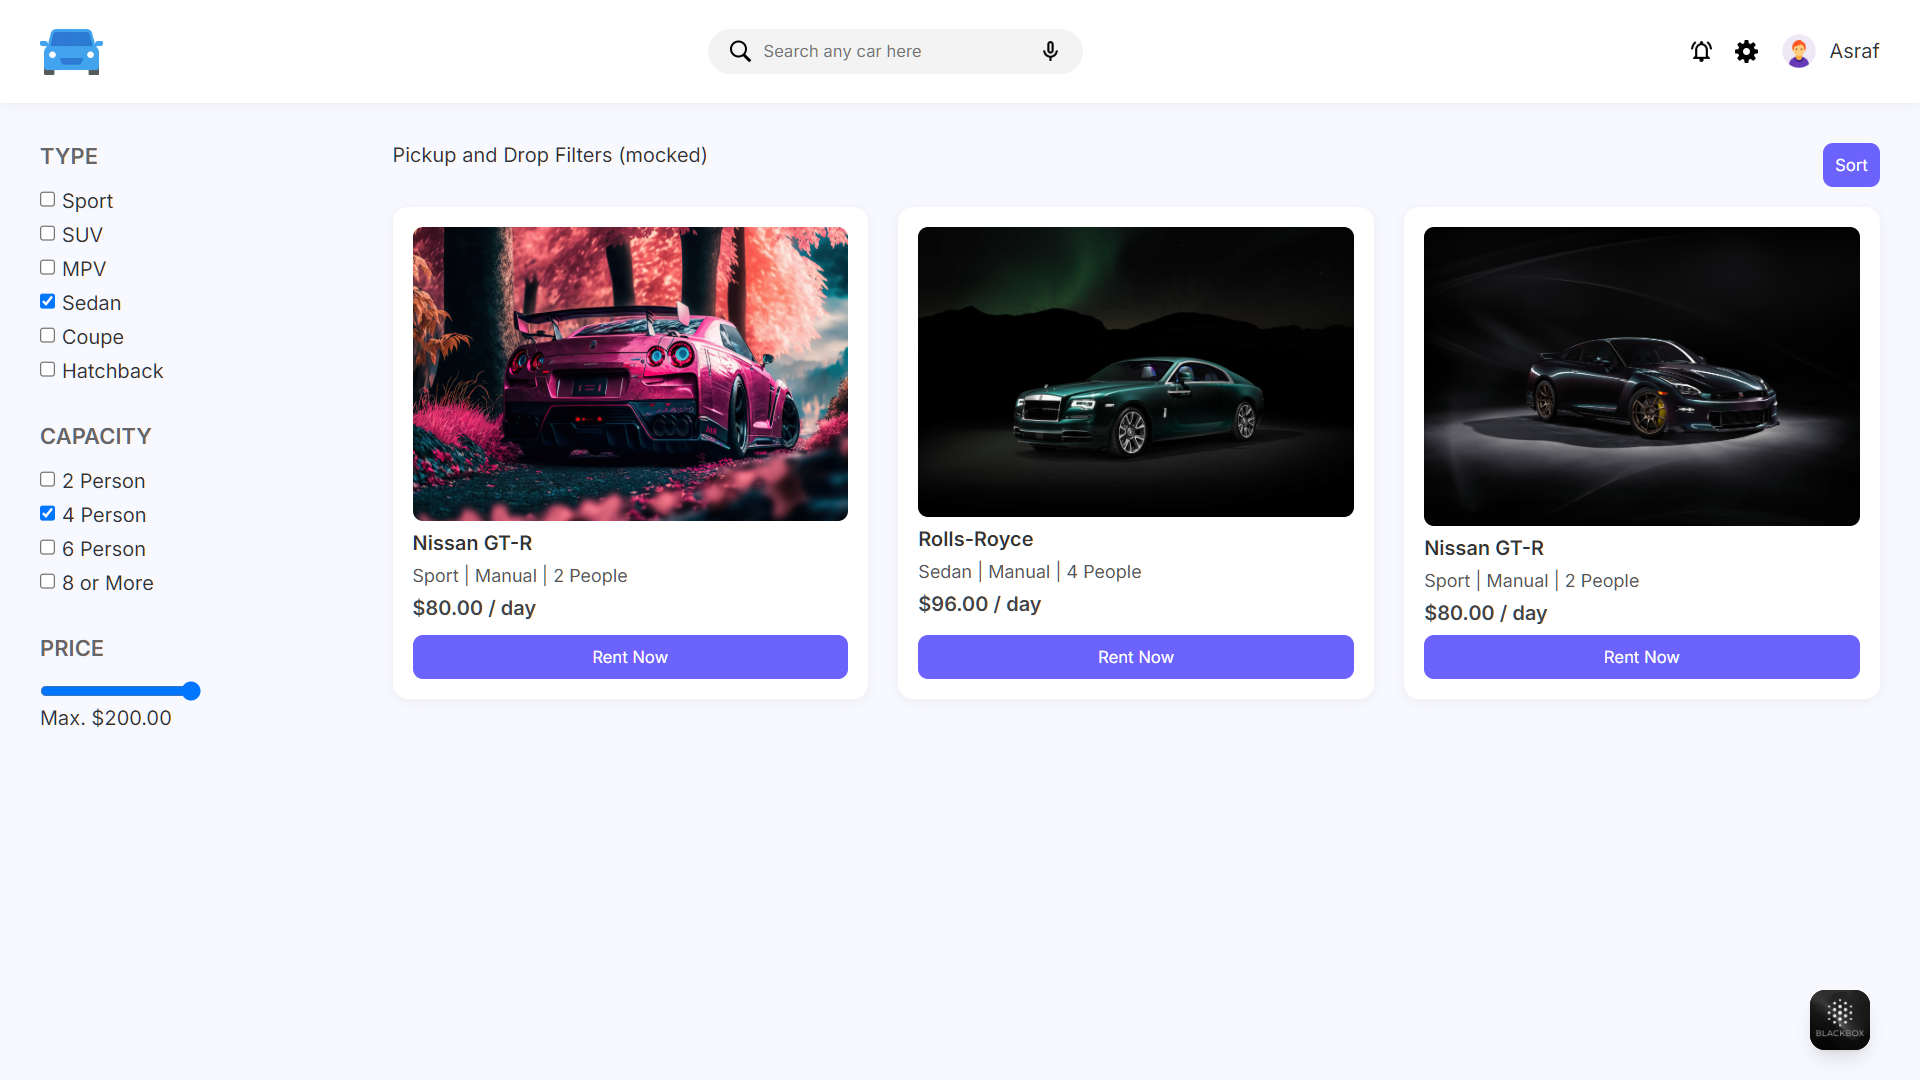 Search any car here
Asraf
TYPE
Sport
SUV
MPV
Sedan
Coupe
Hatchback
CAPACITY
2 Person
4 Person
6 Person
8 or More
PRICE
Max. $200.00
Pickup and Drop Filters (mocked)
Sort
Nissan GT-R
Sport | Manual | 2 People
$80.00 / day
Rent Now
Rolls-Royce
Sedan | Manual | 4 People
$96.00 / day
Rent Now
Nissan GT-R
Sport | Manual | 2 People
$80.00 / day
Rent Now
BLACKBOX